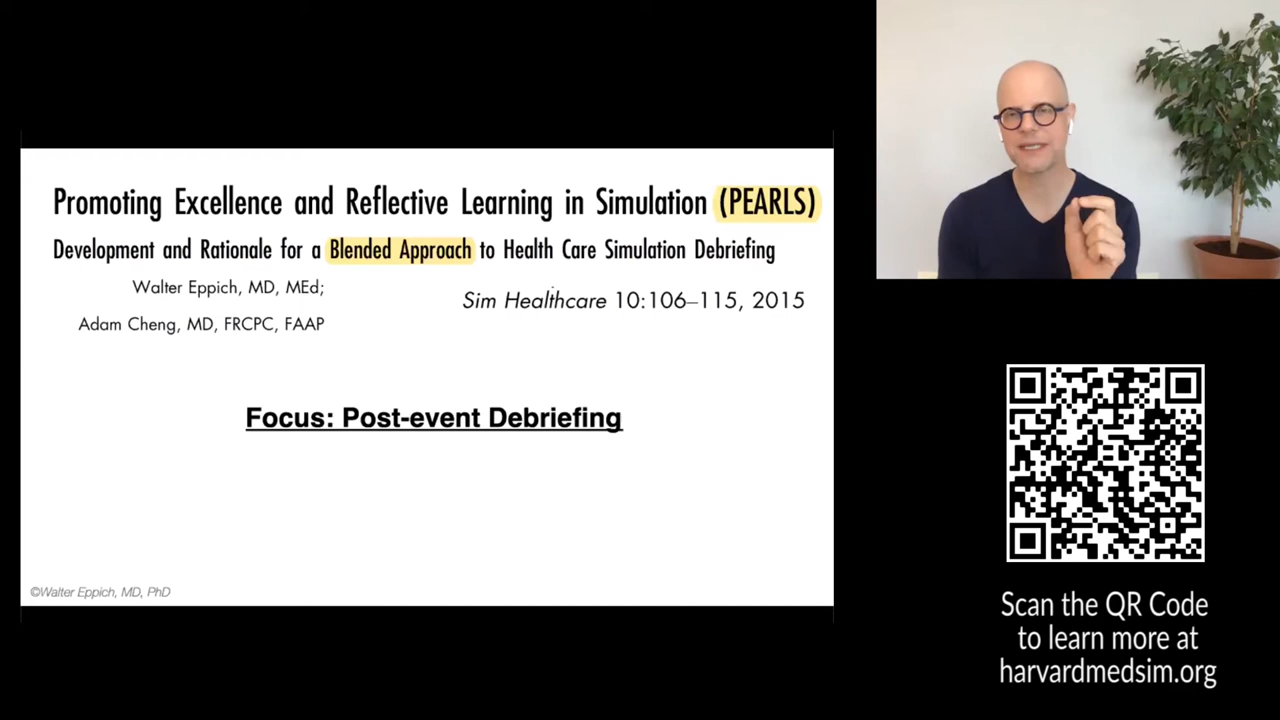 Promoting Excellence and Reflective Learning in Simulation (PEARLS)
Development and Rationale for a Blended Approach to Health Care Simulation Debriefing
Walter Eppich, MD, MEd;
Adam Cheng, MD, FRCPC, FAAP
Sim Healthcare 10:106–115, 2015
Focus: Post-event Debriefing
©Walter Eppich, MD, PhD
Scan the QR Code
to learn more at
harvardmedsim.org